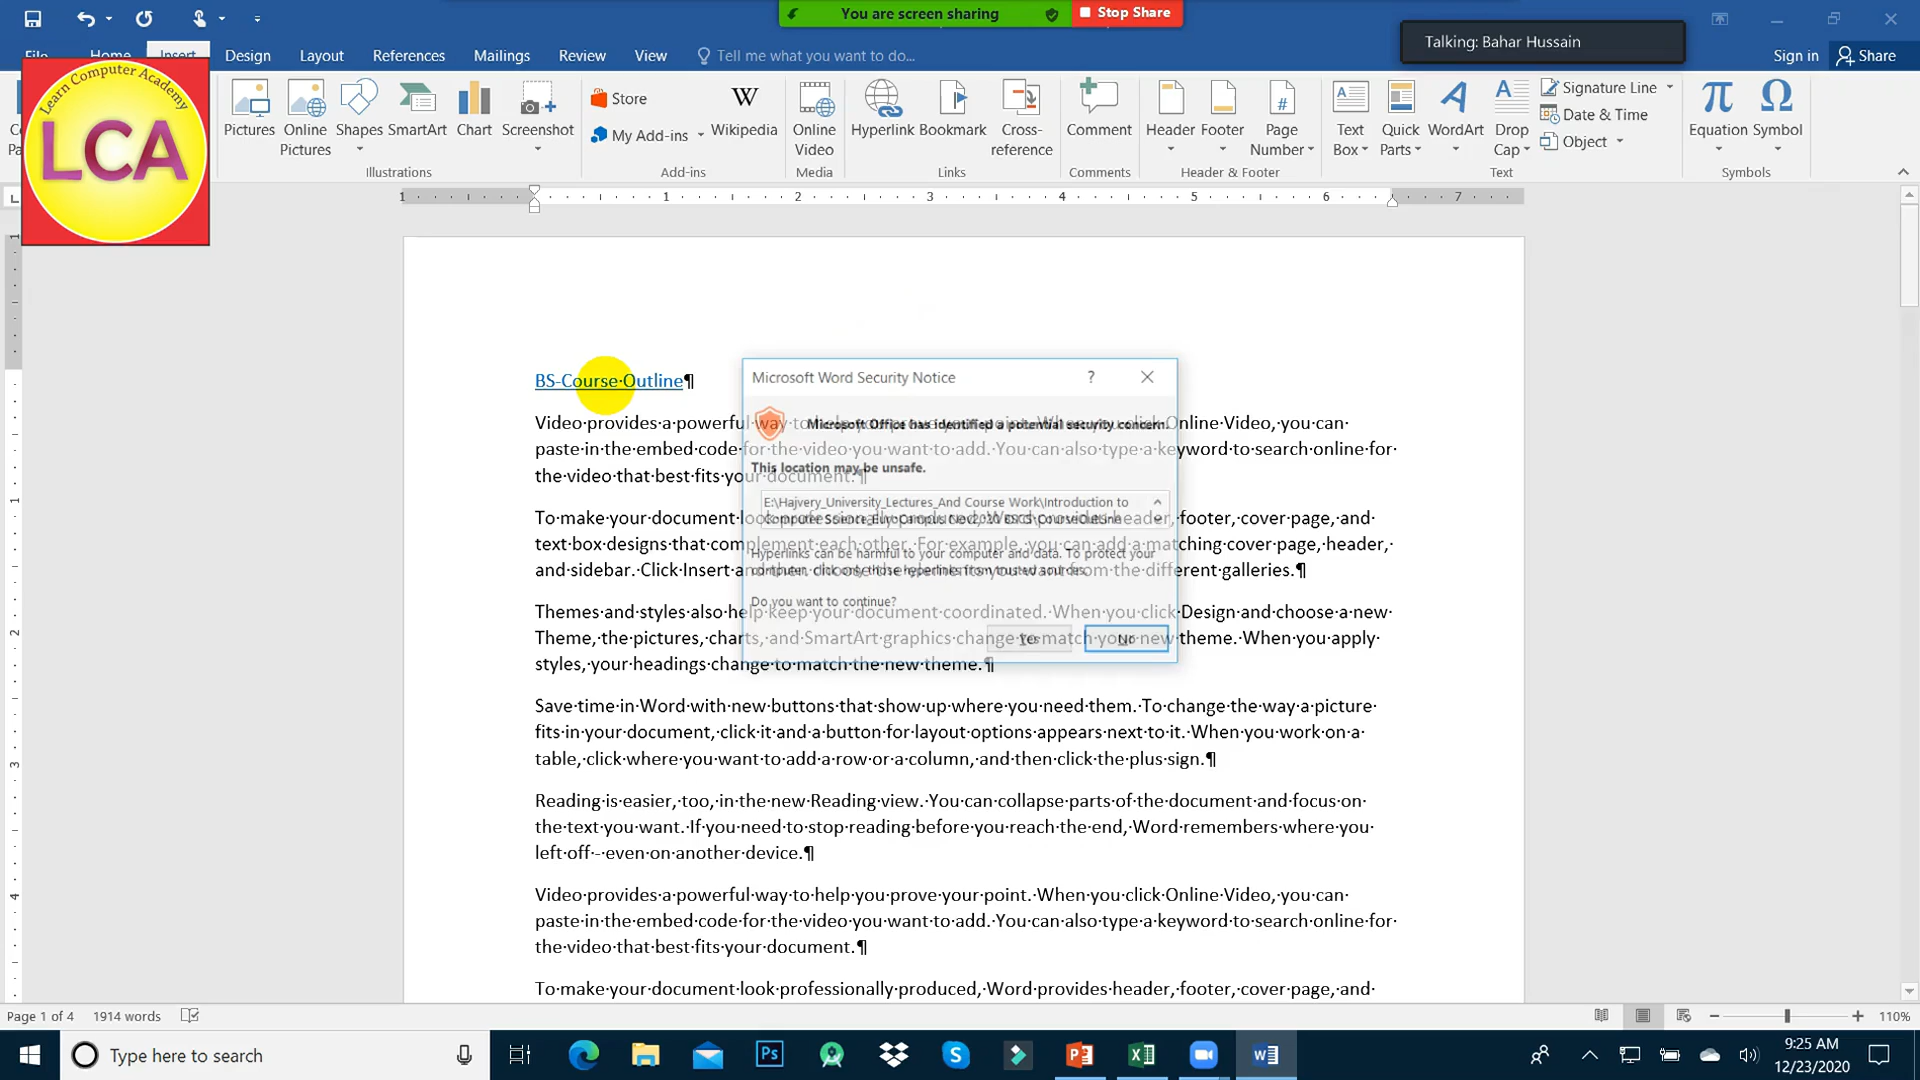 You are screen sharing
Stop Share
Talking: Bahar Hussain
File Home Insert Design Layout References Mailings Review View Tell me what you want to do...
Sign in Share
Learn Computer Academy
LCA
Pictures
Online Pictures
Shapes
SmartArt
Chart
Screenshot
Store
My Add-ins
Wikipedia
Online Video
Hyperlink
Bookmark
Cross-reference
Comment
Header
Footer
Page Number
Text Box
Quick Parts
WordArt
Drop Cap
Signature Line
Date & Time
Object
Equation
Symbol
Illustrations
Add-ins
Media
Links
Comments
Header & Footer
Text
Symbols
1 1 2 3 4 5 6 7
BS-Course·Outline¶
Video·provides·a·powerful·way·to·help·you·prove·your·point.·When·you·click·Online·Video,·you·can·
paste·in·the·embed·code·for·the·video·you·want·to·add.·You·can·also·type·a·keyword·to·search·online·for·
the·video·that·best·fits·your·document.¶
To·make·your·document·look·professionally·produced,·Word·provides·header,·footer,·cover·page,·and·
text·box·designs·that·complement·each·other.·For·example,·you·can·add·a·matching·cover·page,·header,·
and·sidebar.·Click·Insert·and·then·choose·the·elements·you·want·from·the·different·galleries.¶
Themes·and·styles·also·help·keep·your·document·coordinated.·When·you·click·Design·and·choose·a·new·
Theme,·the·pictures,·charts,·and·SmartArt·graphics·change·to·match·your·new·theme.·When·you·apply·
styles,·your·headings·change·to·match·the·new·theme.¶
Save·time·in·Word·with·new·buttons·that·show·up·where·you·need·them.·To·change·the·way·a·picture·
fits·in·your·document,·click·it·and·a·button·for·layout·options·appears·next·to·it.·When·you·work·on·a·
table,·click·where·you·want·to·add·a·row·or·a·column,·and·then·click·the·plus·sign.¶
Reading·is·easier,·too,·in·the·new·Reading·view.·You·can·collapse·parts·of·the·document·and·focus·on·
the·text·you·want.·If·you·need·to·stop·reading·before·you·reach·the·end,·Word·remembers·where·you·
left·off·-·even·on·another·device.¶
Video·provides·a·powerful·way·to·help·you·prove·your·point.·When·you·click·Online·Video,·you·can·
paste·in·the·embed·code·for·the·video·you·want·to·add.·You·can·also·type·a·keyword·to·search·online·for·
the·video·that·best·fits·your·document.¶
To·make·your·document·look·professionally·produced,·Word·provides·header,·footer,·cover·page,·and·
Microsoft Word Security Notice
Microsoft Office has identified a potential security concern.
This location may be unsafe.
E:\Hajvery_University_Lectures_And Course Work\Introduction to
Computer Science
Hyperlinks can be harmful to your computer and data. To protect your
computer, click only those hyperlinks from trusted sources.
Do you want to continue?
Yes No
Page 1 of 4 1914 words 110%
Type here to search
9:25 AM
12/23/2020